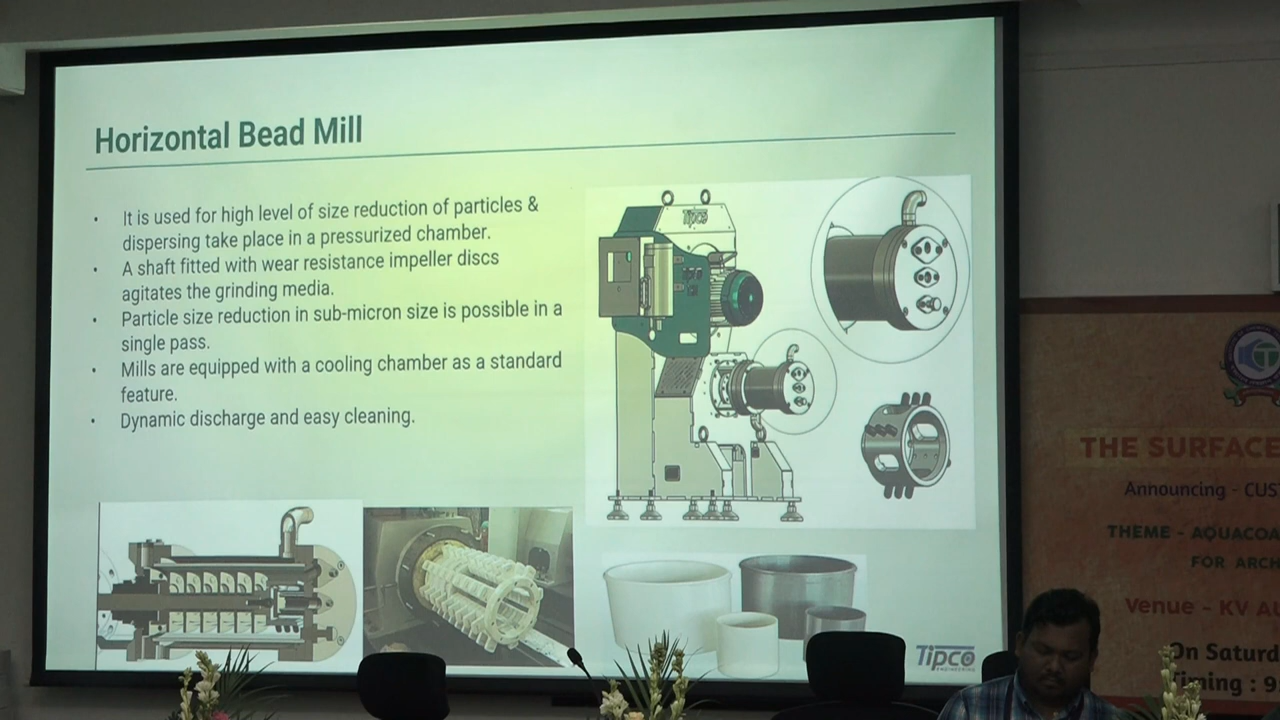 Horizontal Bead Mill
• It is used for high level of size reduction of particles &
dispersing take place in a pressurized chamber.
• A shaft fitted with wear resistance impeller discs
agitates the grinding media.
• Particle size reduction in sub-micron size is possible in a
single pass.
• Mills are equipped with a cooling chamber as a standard
feature.
• Dynamic discharge and easy cleaning.
Tipco
Tipco
ENGINEERING
THE SURFACE
Announcing - CUS
THEME - AQUACOA
FOR ARCH
Venue - KV A
On Saturd
Timing : 9